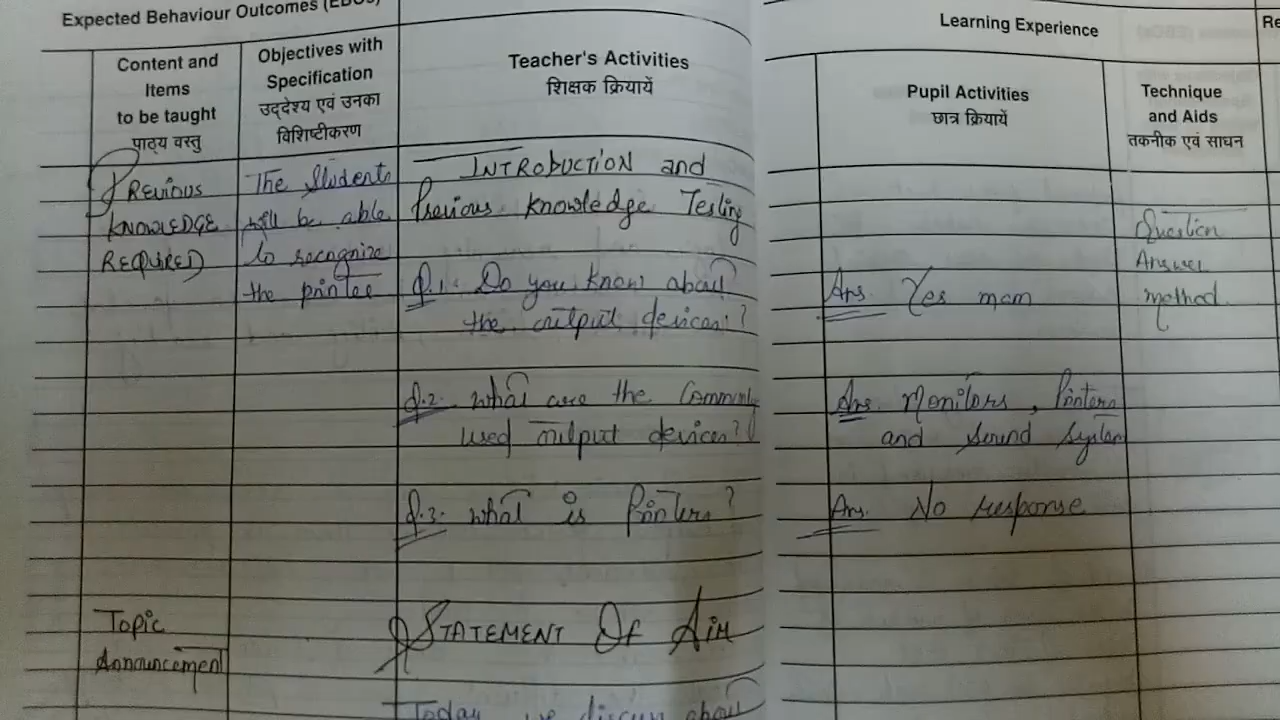 Expected Behaviour Outcomes (EBOs)
Content and
Items
to be taught
पाठ्य वस्तु
Objectives with
Specification
उद्देश्य एवं उनका
विशिष्टीकरण
Teacher's Activities
शिक्षक क्रियायें
Learning Experience
Re
Pupil Activities
छात्र क्रियायें
Technique
and Aids
तकनीक एवं साधन
PREVIOUS
KNOWLEDGE
REQUIRED
The students
will be able
to recognize
the printer
INTRODUCTION and
Previous Knowledge Testing
Q.1. Do you know about
the output devices?
Ans. Yes mam
Question
Answer
method
Q.2. What are the Commonly
used output devices?
Ans. Monitors, Printers
and sound system
Q.3. What is Printers?
Ans. No response
Topic
Announcement
STATEMENT OF AIM
Today we discuss about